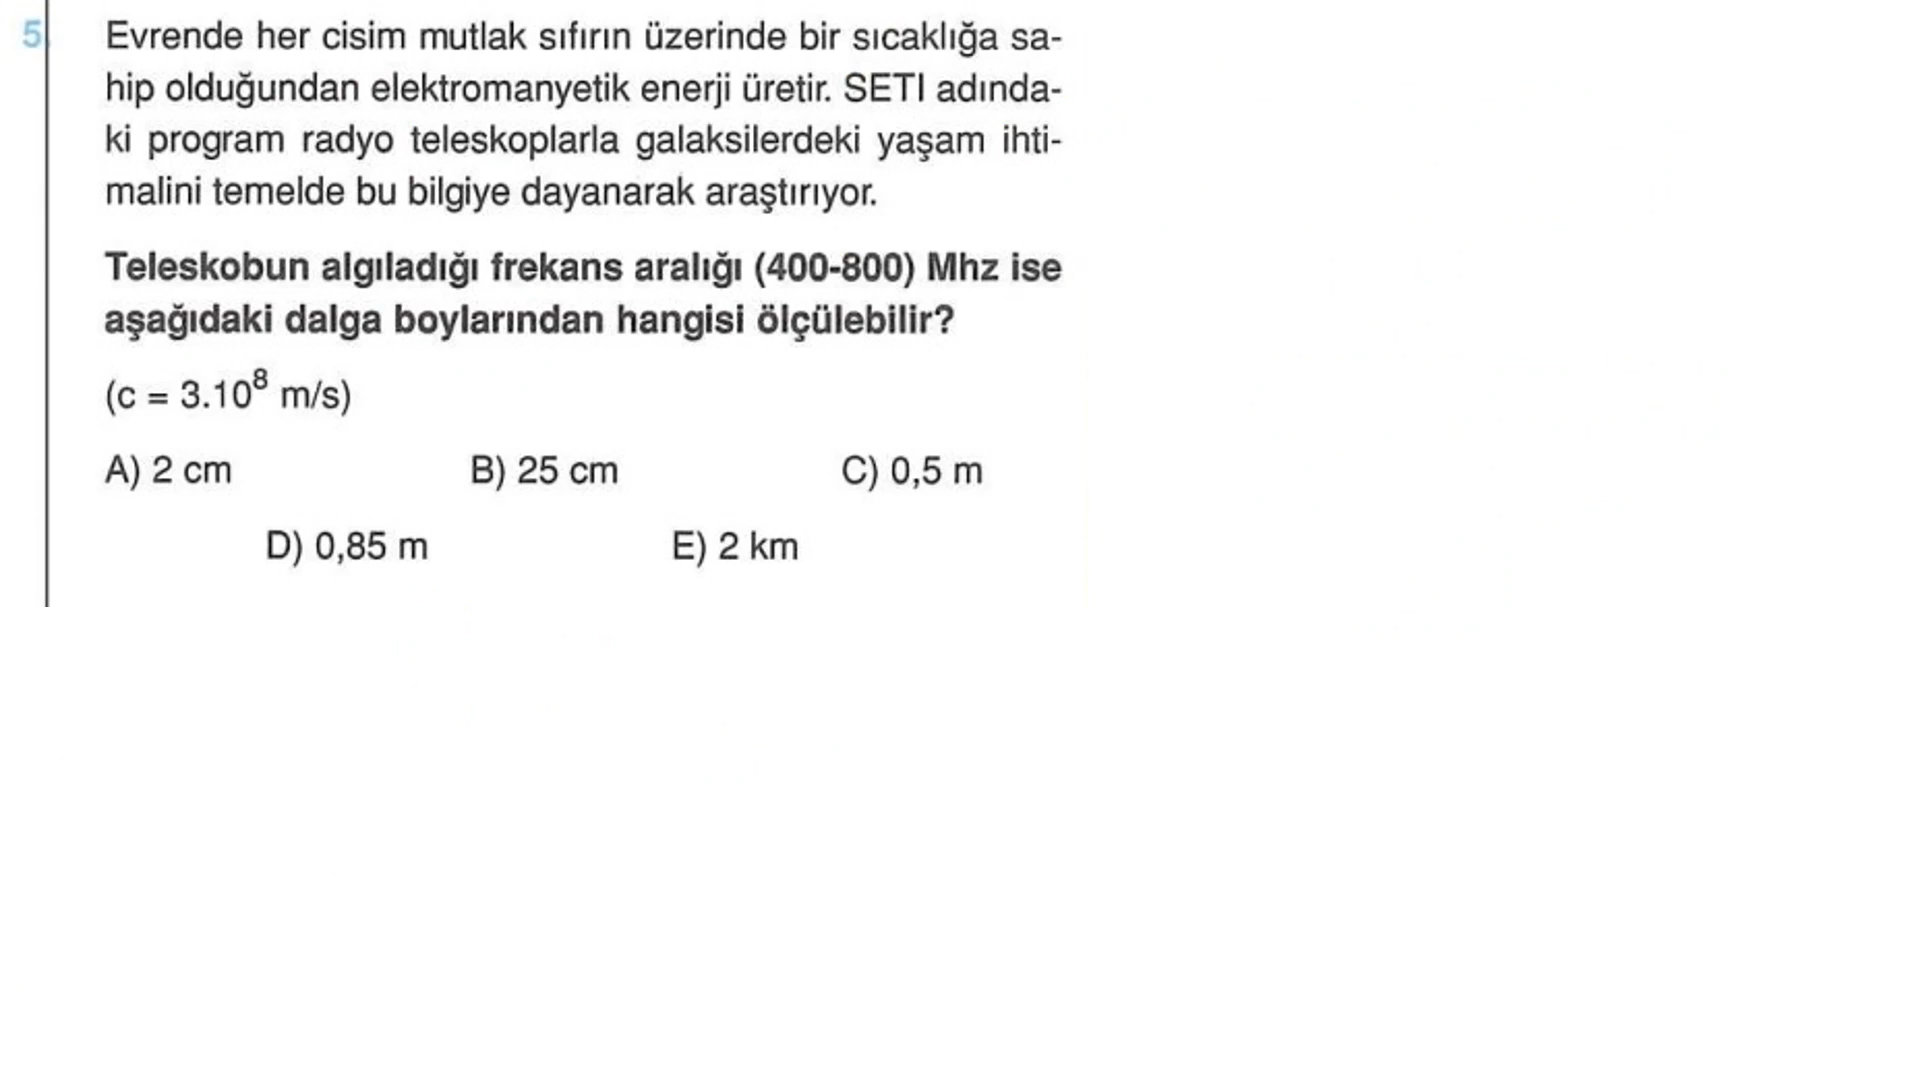 5.
Evrende her cisim mutlak sıfırın üzerinde bir sıcaklığa sa-
hip olduğundan elektromanyetik enerji üretir. SETI adında-
ki program radyo teleskoplarla galaksilerdeki yaşam ihti-
malini temelde bu bilgiye dayanarak araştırıyor.
Teleskobun algıladığı frekans aralığı (400-800) Mhz ise
aşağıdaki dalga boylarından hangisi ölçülebilir?
(c = 3.10⁸ m/s)
A) 2 cm B) 25 cm C) 0,5 m
D) 0,85 m E) 2 km